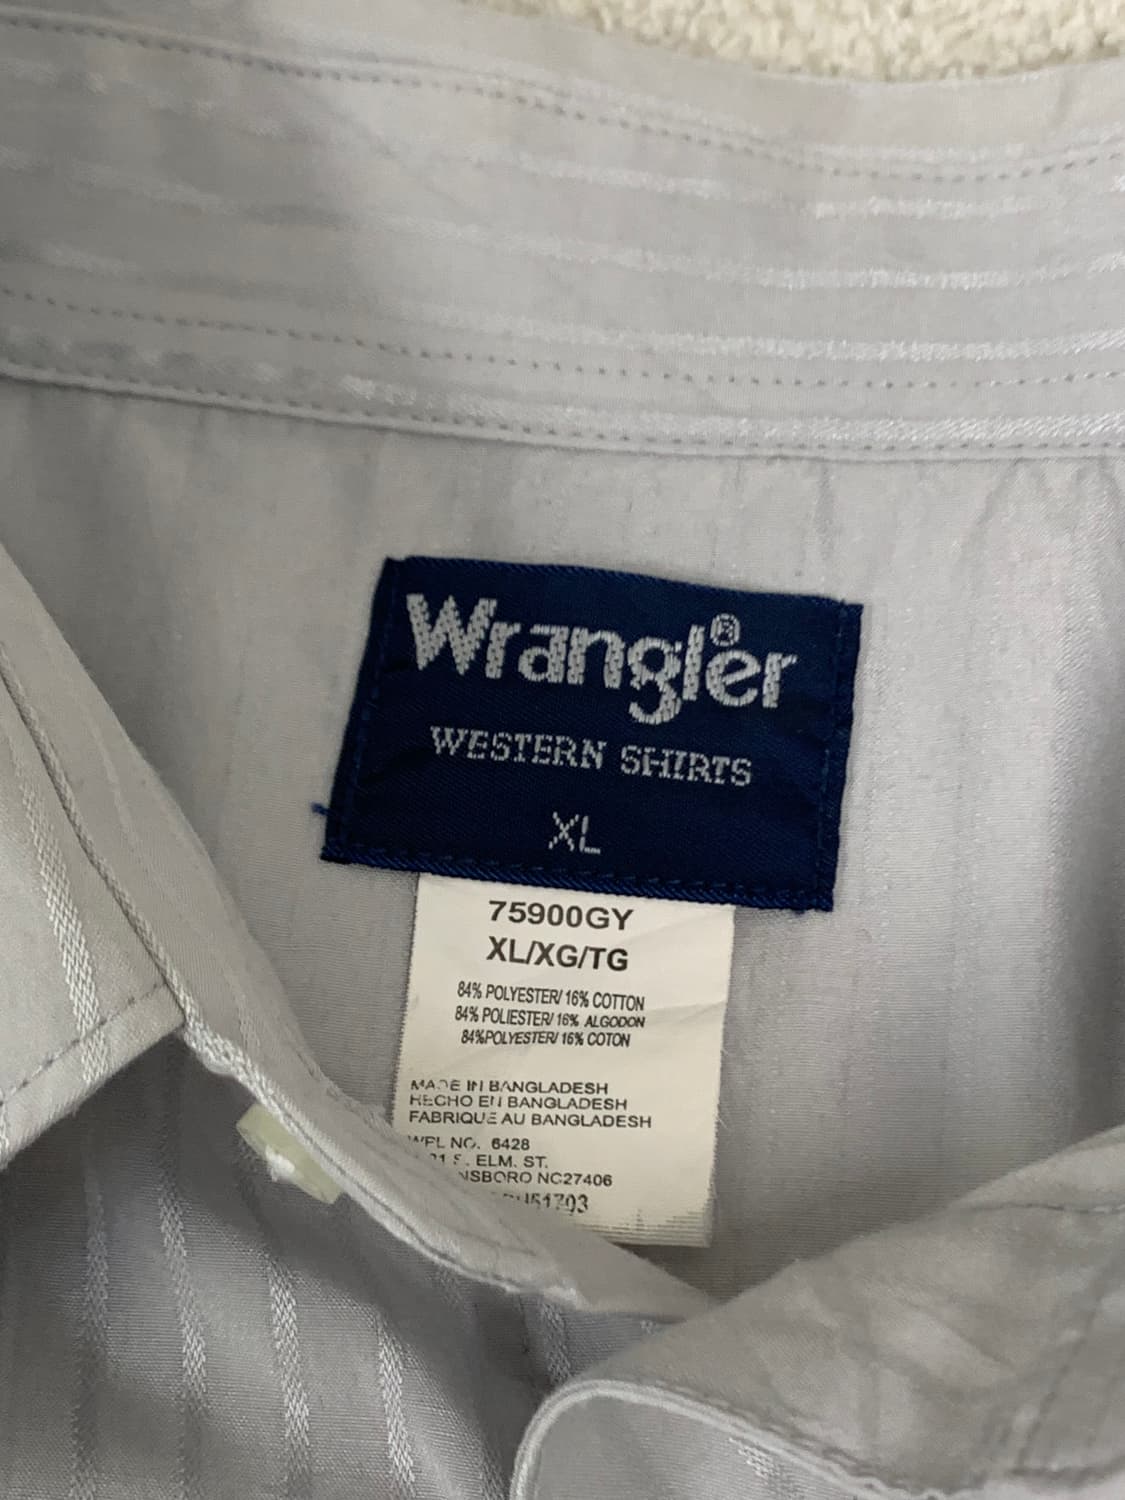 Wrangler®
WESTERN SHIRTS
XL
75900GY
XL/XG/TG
84% POLYESTER/ 16% COTTON
84% POLIESTER/ 16% ALGODON
84%POLYESTER/ 16% COTON
MADE IN BANGLADESH
HECHO EN BANGLADESH
FABRIQUE AU BANGLADESH
WPL NO. 6428
S. ELM. ST.
NC27406